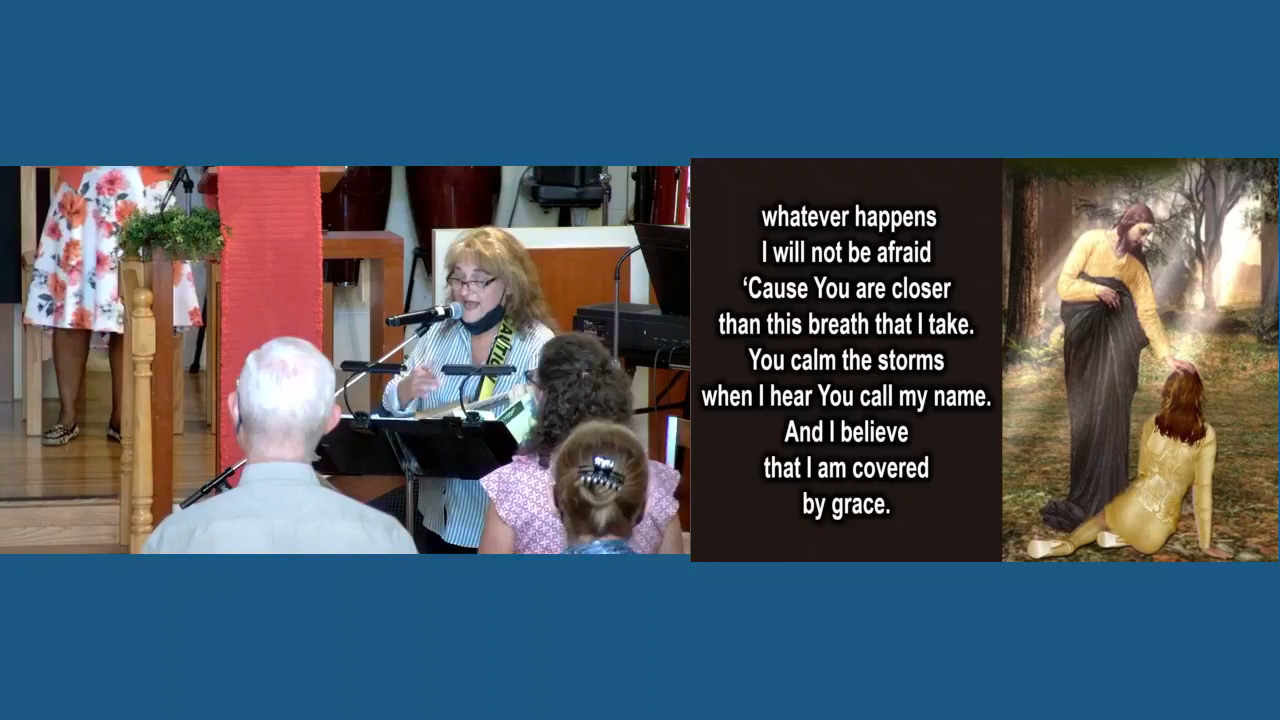 whatever happens
I will not be afraid
‘Cause You are closer
than this breath that I take.
You calm the storms
when I hear You call my name.
And I believe
that I am covered
by grace.